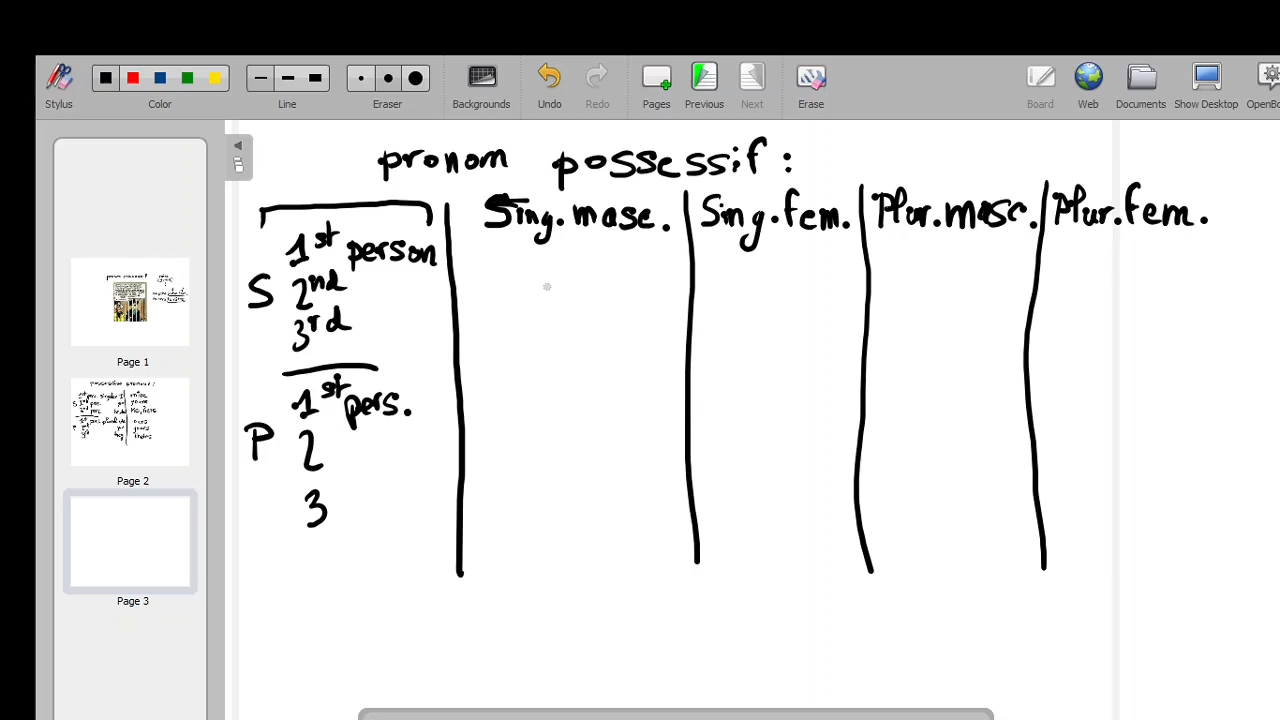 Stylus Color Line Eraser Backgrounds Undo Redo Pages Previous Next Erase Board Web Documents Show Desktop OpenBo
pronom possessif :
Sing.masc. Sing.fem. Plur.masc. Plur.fem.
1st person
S 2nd
3rd
1st pers.
P 2
3
Page 1
Page 2
Page 3